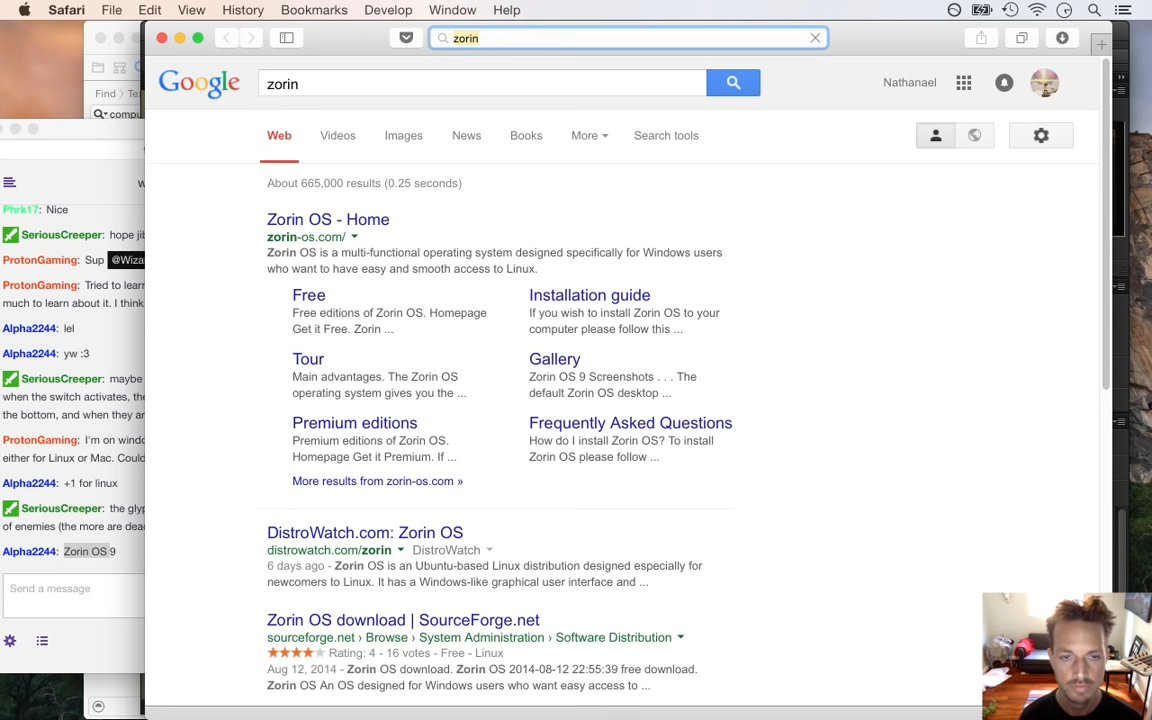 Safari File Edit View History Bookmarks Develop Window Help
zorin
Find
compu
Google
zorin
Nathanael
Web Videos Images News Books More Search tools
About 665,000 results (0.25 seconds)
Zorin OS - Home
zorin-os.com/
Zorin OS is a multi-functional operating system designed specifically for Windows users
who want to have easy and smooth access to Linux.
Free
Free editions of Zorin OS. Homepage
Get it Free. Zorin ...
Installation guide
If you wish to install Zorin OS to your
computer please follow this ...
Tour
Main advantages. The Zorin OS
operating system gives you the ...
Gallery
Zorin OS 9 Screenshots . . . The
default Zorin OS desktop ...
Premium editions
Premium editions of Zorin OS.
Homepage Get it Premium. If ...
Frequently Asked Questions
How do I install Zorin OS? To install
Zorin OS please follow ...
More results from zorin-os.com »
DistroWatch.com: Zorin OS
distrowatch.com/zorin DistroWatch
6 days ago - Zorin OS is an Ubuntu-based Linux distribution designed especially for
newcomers to Linux. It has a Windows-like graphical user interface and ...
Zorin OS download | SourceForge.net
sourceforge.net › Browse › System Administration › Software Distribution
Rating: 4 - 16 votes - Free - Linux
Aug 12, 2014 - Zorin OS download. Zorin OS 2014-08-12 22:55:39 free download.
Zorin OS An OS designed for Windows users who want easy access to ...
Phrk17: Nice
SeriousCreeper: hope jib
ProtonGaming: Sup @Wiza
ProtonGaming: Tried to learn
much to learn about it. I think
Alpha2244: lel
Alpha2244: yw :3
SeriousCreeper: maybe
when the switch activates, the
the bottom, and when they ar
ProtonGaming: I'm on windo
either for Linux or Mac. Could
Alpha2244: +1 for linux
SeriousCreeper: the glyp
of enemies (the more are dea
Alpha2244: Zorin OS 9
Send a message